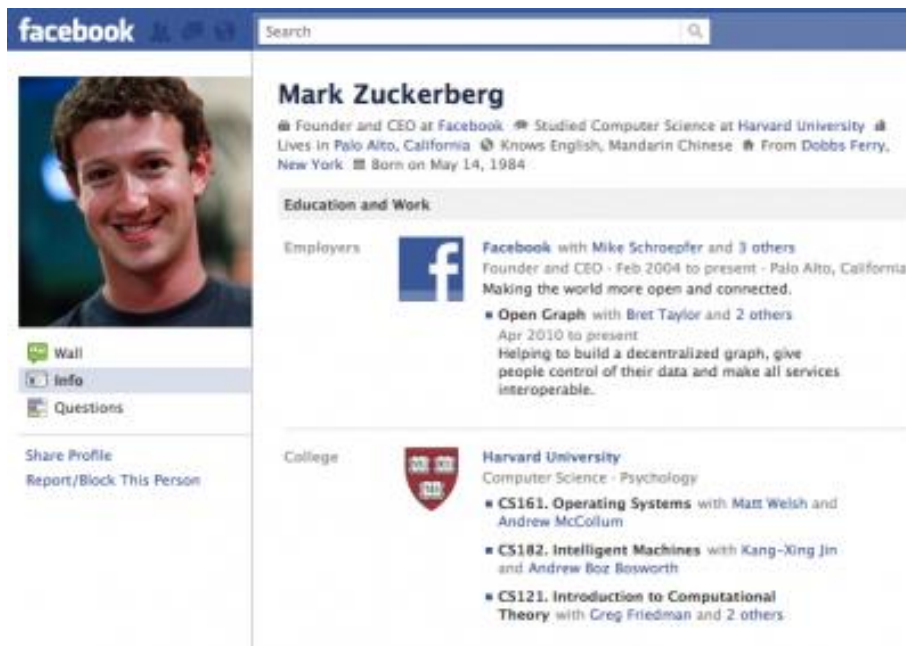 facebook
Search
Mark Zuckerberg
Founder and CEO at Facebook Studied Computer Science at Harvard University
Lives in Palo Alto, California Knows English, Mandarin Chinese From Dobbs Ferry,
New York Born on May 14, 1984
Education and Work
Employers
Facebook with Mike Schroepfer and 3 others
Founder and CEO · Feb 2004 to present · Palo Alto, California
Making the world more open and connected.
Open Graph with Bret Taylor and 2 others
Apr 2010 to present
Helping to build a decentralized graph, give
people control of their data and make all services
interoperable.
Wall
Info
Questions
Share Profile
Report/Block This Person
College
Harvard University
Computer Science · Psychology
CS161. Operating Systems with Matt Welsh and
Andrew McCollum
CS182. Intelligent Machines with Kang-Xing Jin
and Andrew Boz Bosworth
CS121. Introduction to Computational
Theory with Greg Friedman and 2 others